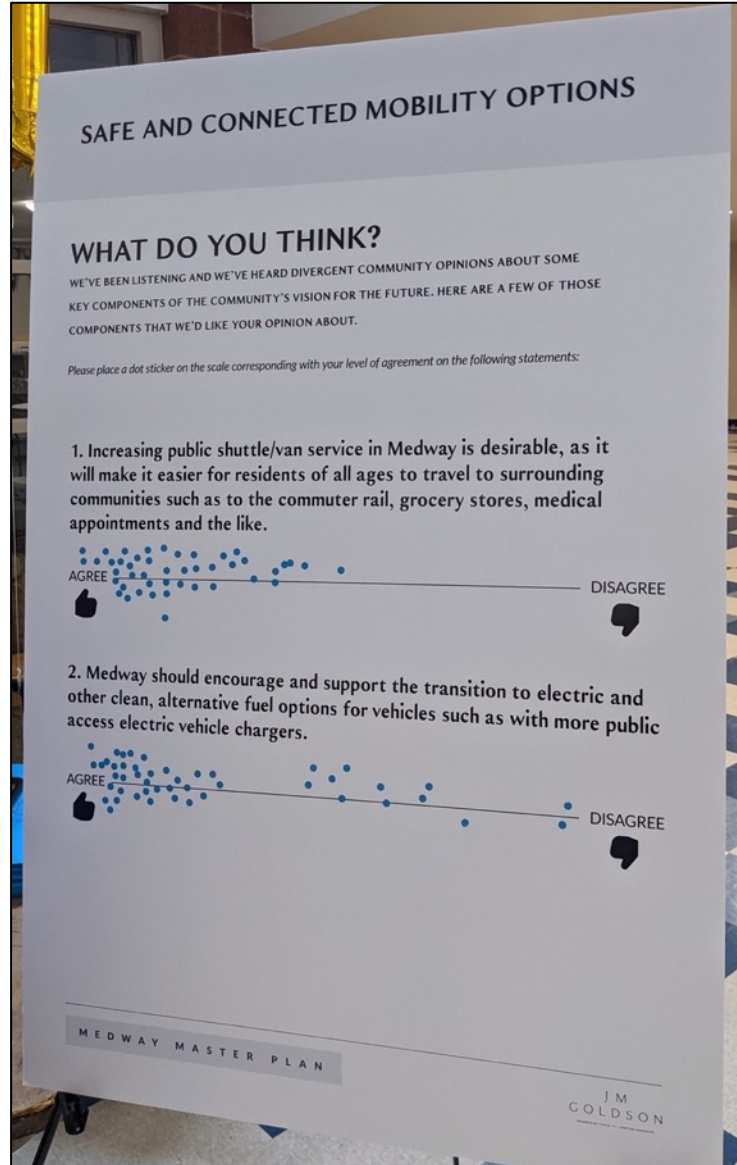 SAFE AND CONNECTED MOBILITY OPTIONS
WHAT DO YOU THINK?
WE'VE BEEN LISTENING AND WE'VE HEARD DIVERGENT COMMUNITY OPINIONS ABOUT SOME
KEY COMPONENTS OF THE COMMUNITY'S VISION FOR THE FUTURE. HERE ARE A FEW OF THOSE
COMPONENTS THAT WE'D LIKE YOUR OPINION ABOUT.
Please place a dot sticker on the scale corresponding with your level of agreement on the following statements:
1. Increasing public shuttle/van service in Medway is desirable, as it
will make it easier for residents of all ages to travel to surrounding
communities such as to the commuter rail, grocery stores, medical
appointments and the like.
AGREE
DISAGREE
2. Medway should encourage and support the transition to electric and
other clean, alternative fuel options for vehicles such as with more public
access electric vehicle chargers.
AGREE
DISAGREE
MEDWAY MASTER PLAN
JM
GOLDSON